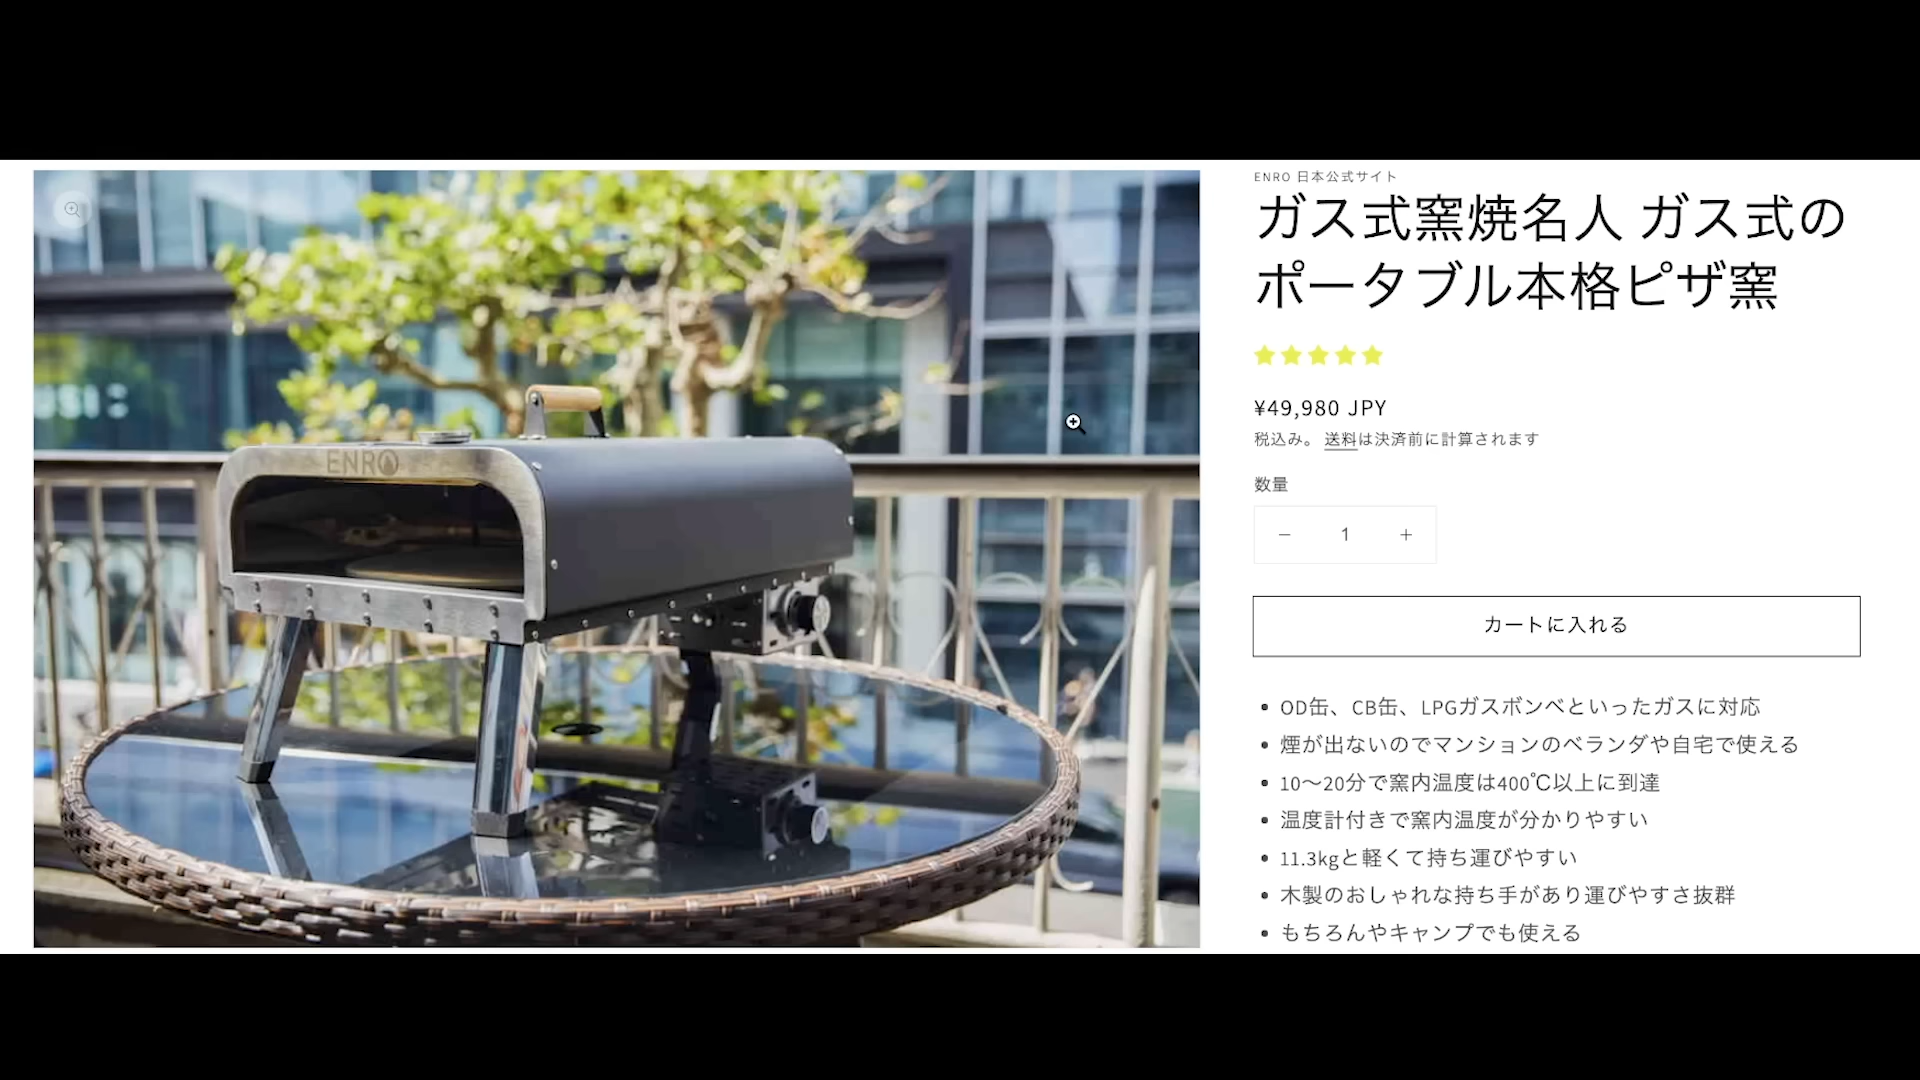 ENRO
ENRO 日本公式サイト
ガス式窯焼名人 ガス式の
ポータブル本格ピザ窯
¥49,980 JPY
税込み。 送料は決済前に計算されます
数量
− 1 +
カートに入れる
• OD缶、CB缶、LPGガスボンベといったガスに対応
• 煙が出ないのでマンションのベランダや自宅で使える
• 10〜20分で窯内温度は400℃以上に到達
• 温度計付きで窯内温度が分かりやすい
• 11.3kgと軽くて持ち運びやすい
• 木製のおしゃれな持ち手があり運びやすさ抜群
• もちろんやキャンプでも使える